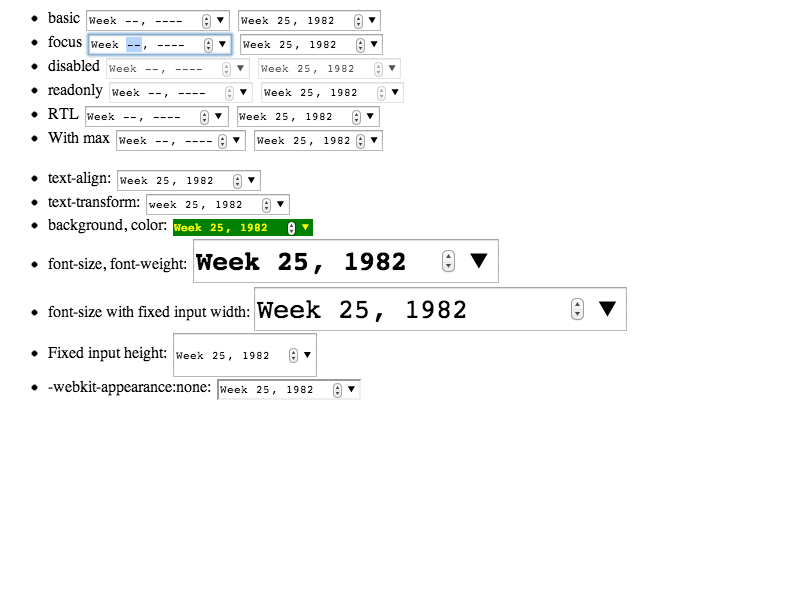 basic Week --, ---- Week 25, 1982
focus Week --, ---- Week 25, 1982
disabled Week --, ---- Week 25, 1982
readonly Week --, ---- Week 25, 1982
RTL Week --, ---- Week 25, 1982
With max Week --, ---- Week 25, 1982
text-align: Week 25, 1982
text-transform: week 25, 1982
background, color: Week 25, 1982
font-size, font-weight: Week 25, 1982
font-size with fixed input width: Week 25, 1982
Fixed input height: Week 25, 1982
-webkit-appearance:none: Week 25, 1982